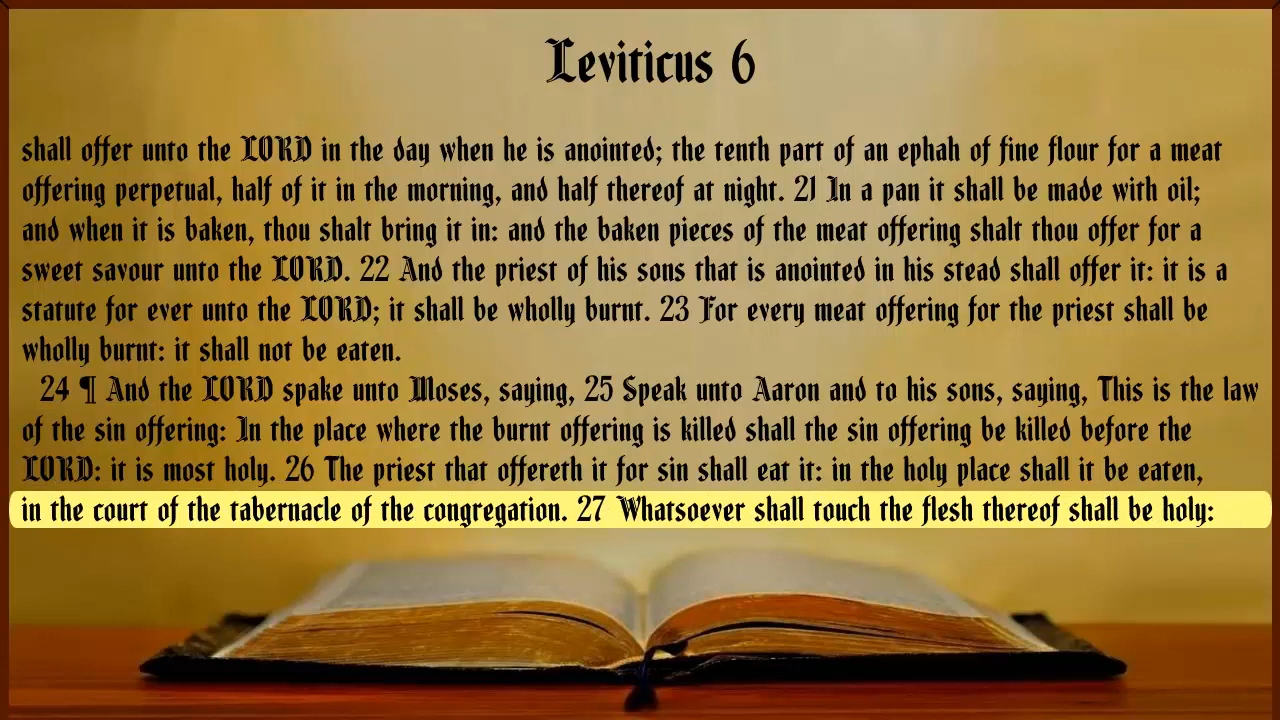 Leviticus 6
shall offer unto the LORD in the day when he is anointed; the tenth part of an ephah of fine flour for a meat
offering perpetual, half of it in the morning, and half thereof at night. 21 In a pan it shall be made with oil;
and when it is baken, thou shalt bring it in: and the baken pieces of the meat offering shalt thou offer for a
sweet savour unto the LORD. 22 And the priest of his sons that is anointed in his stead shall offer it: it is a
statute for ever unto the LORD; it shall be wholly burnt. 23 For every meat offering for the priest shall be
wholly burnt: it shall not be eaten.
24 ¶ And the LORD spake unto Moses, saying, 25 Speak unto Aaron and to his sons, saying, This is the law
of the sin offering: In the place where the burnt offering is killed shall the sin offering be killed before the
LORD: it is most holy. 26 The priest that offereth it for sin shall eat it: in the holy place shall it be eaten,
in the court of the tabernacle of the congregation. 27 Whatsoever shall touch the flesh thereof shall be holy: